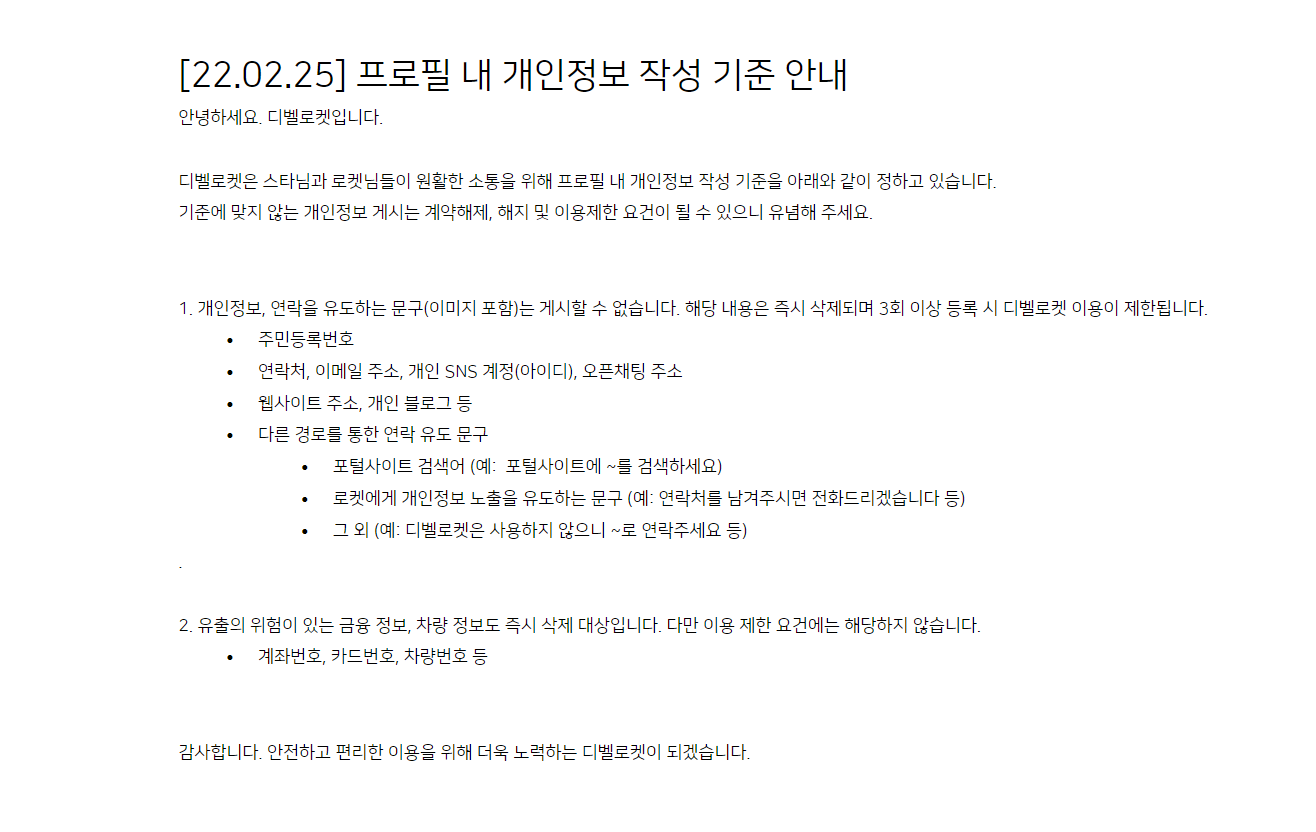 [22.02.25] 프로필 내 개인정보 작성 기준 안내
안녕하세요. 디벨로켓입니다.
디벨로켓은 스타님과 로켓님들이 원활한 소통을 위해 프로필 내 개인정보 작성 기준을 아래와 같이 정하고 있습니다.
기준에 맞지 않는 개인정보 게시는 계약해제, 해지 및 이용제한 요건이 될 수 있으니 유념해 주세요.
1. 개인정보, 연락을 유도하는 문구(이미지 포함)는 게시할 수 없습니다. 해당 내용은 즉시 삭제되며 3회 이상 등록 시 디벨로켓 이용이 제한됩니다.
• 주민등록번호
• 연락처, 이메일 주소, 개인 SNS 계정(아이디), 오픈채팅 주소
• 웹사이트 주소, 개인 블로그 등
• 다른 경로를 통한 연락 유도 문구
• 포털사이트 검색어 (예:  포털사이트에 ~를 검색하세요)
• 로켓에게 개인정보 노출을 유도하는 문구 (예: 연락처를 남겨주시면 전화드리겠습니다 등)
• 그 외 (예: 디벨로켓은 사용하지 않으니 ~로 연락주세요 등)
.
2. 유출의 위험이 있는 금융 정보, 차량 정보도 즉시 삭제 대상입니다. 다만 이용 제한 요건에는 해당하지 않습니다.
• 계좌번호, 카드번호, 차량번호 등
감사합니다. 안전하고 편리한 이용을 위해 더욱 노력하는 디벨로켓이 되겠습니다.